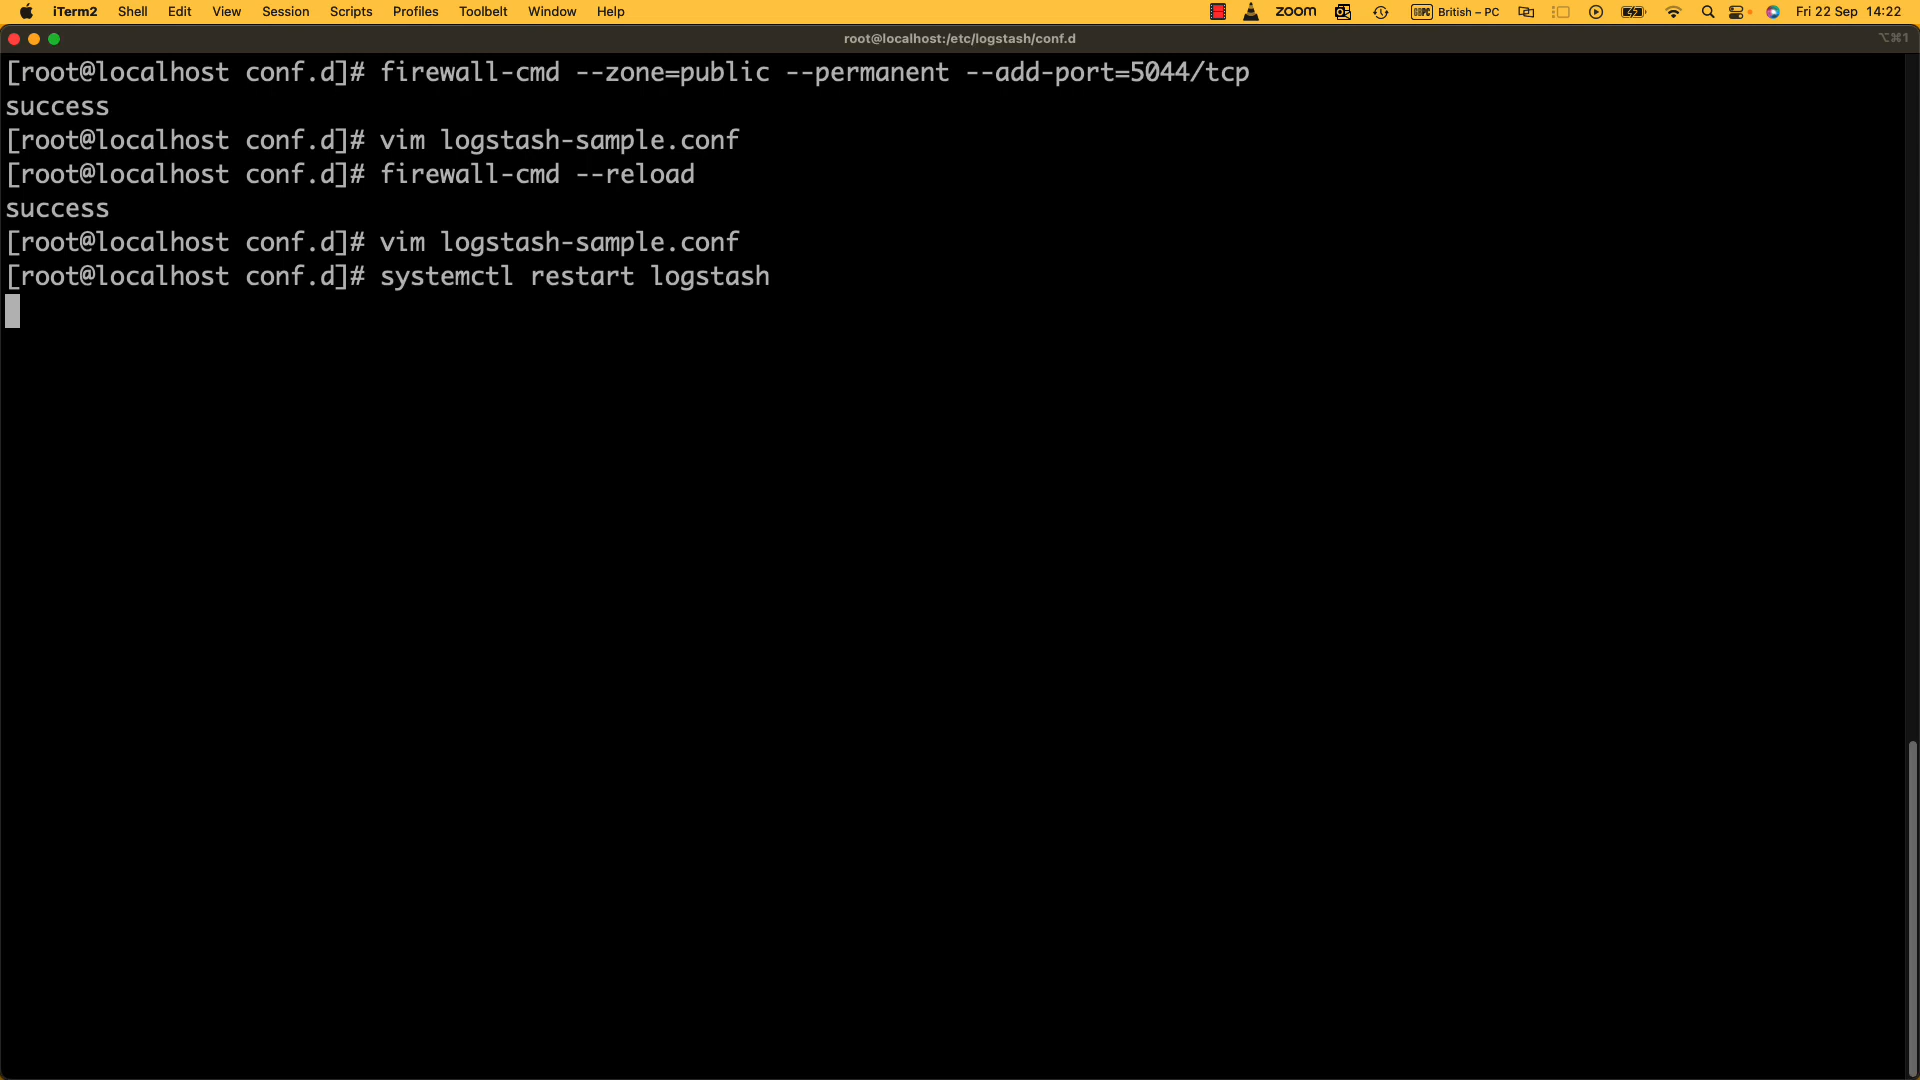 iTerm2 Shell Edit View Session Scripts Profiles Toolbelt Window Help zoom British – PC Fri 22 Sep 14:22
root@localhost:/etc/logstash/conf.d ⌥⌘1
[root@localhost conf.d]# firewall-cmd --zone=public --permanent --add-port=5044/tcp
success
[root@localhost conf.d]# vim logstash-sample.conf
[root@localhost conf.d]# firewall-cmd --reload
success
[root@localhost conf.d]# vim logstash-sample.conf
[root@localhost conf.d]# systemctl restart logstash